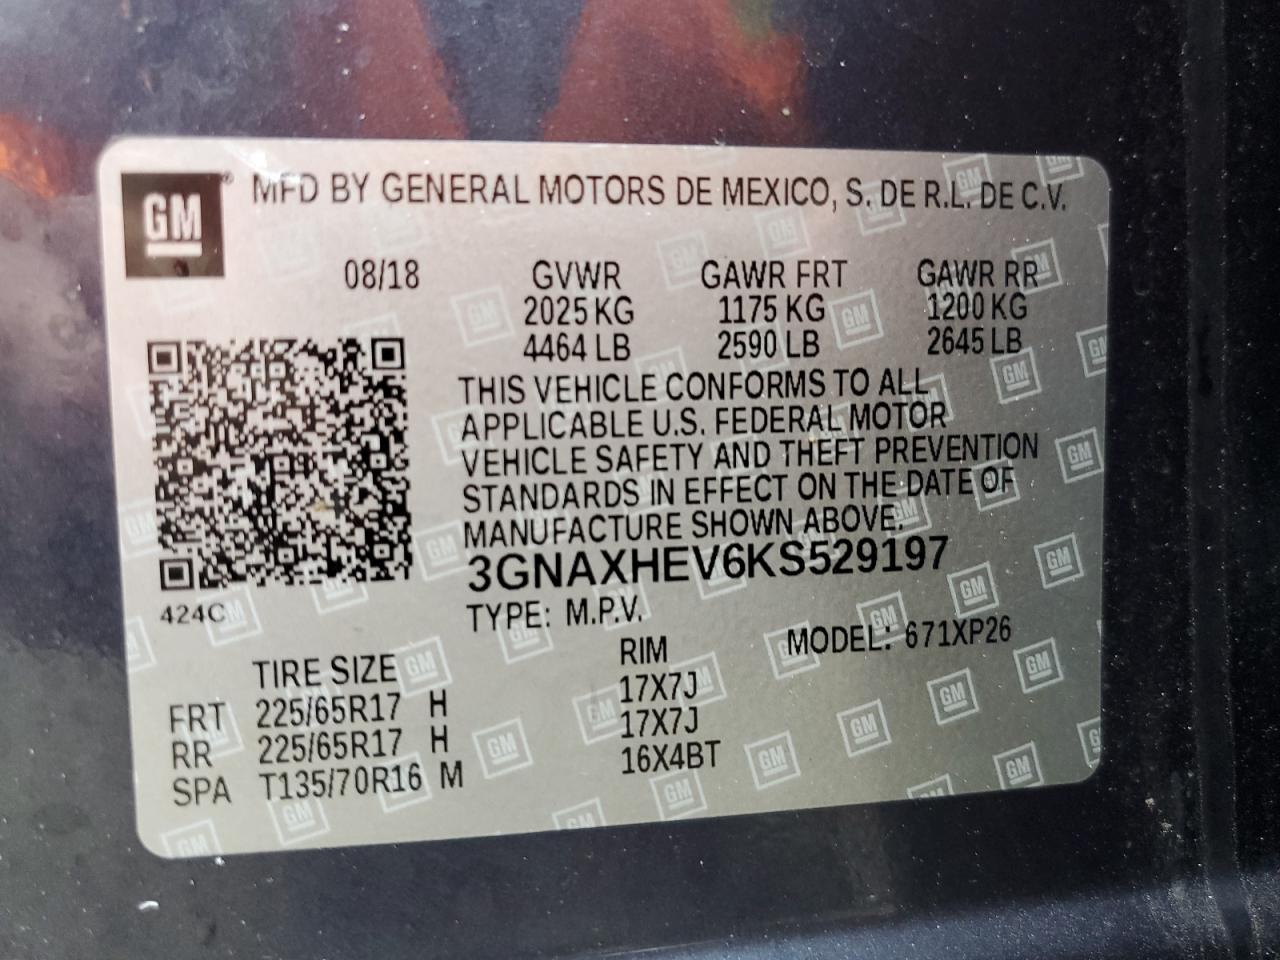 GM ® MFD BY GENERAL MOTORS DE MEXICO, S. DE R.L. DE C.V.
08/18 GVWR GAWR FRT GAWR RR
2025 KG 1175 KG 1200 KG
4464 LB 2590 LB 2645 LB
THIS VEHICLE CONFORMS TO ALL
APPLICABLE U.S. FEDERAL MOTOR
VEHICLE SAFETY AND THEFT PREVENTION
STANDARDS IN EFFECT ON THE DATE OF
MANUFACTURE SHOWN ABOVE.
3GNAXHEV6KS529197
424C
TYPE: M.P.V. MODEL: 671XP26
TIRE SIZE RIM
FRT 225/65R17 H 17X7J
RR 225/65R17 H 17X7J
SPA T135/70R16 M 16X4BT